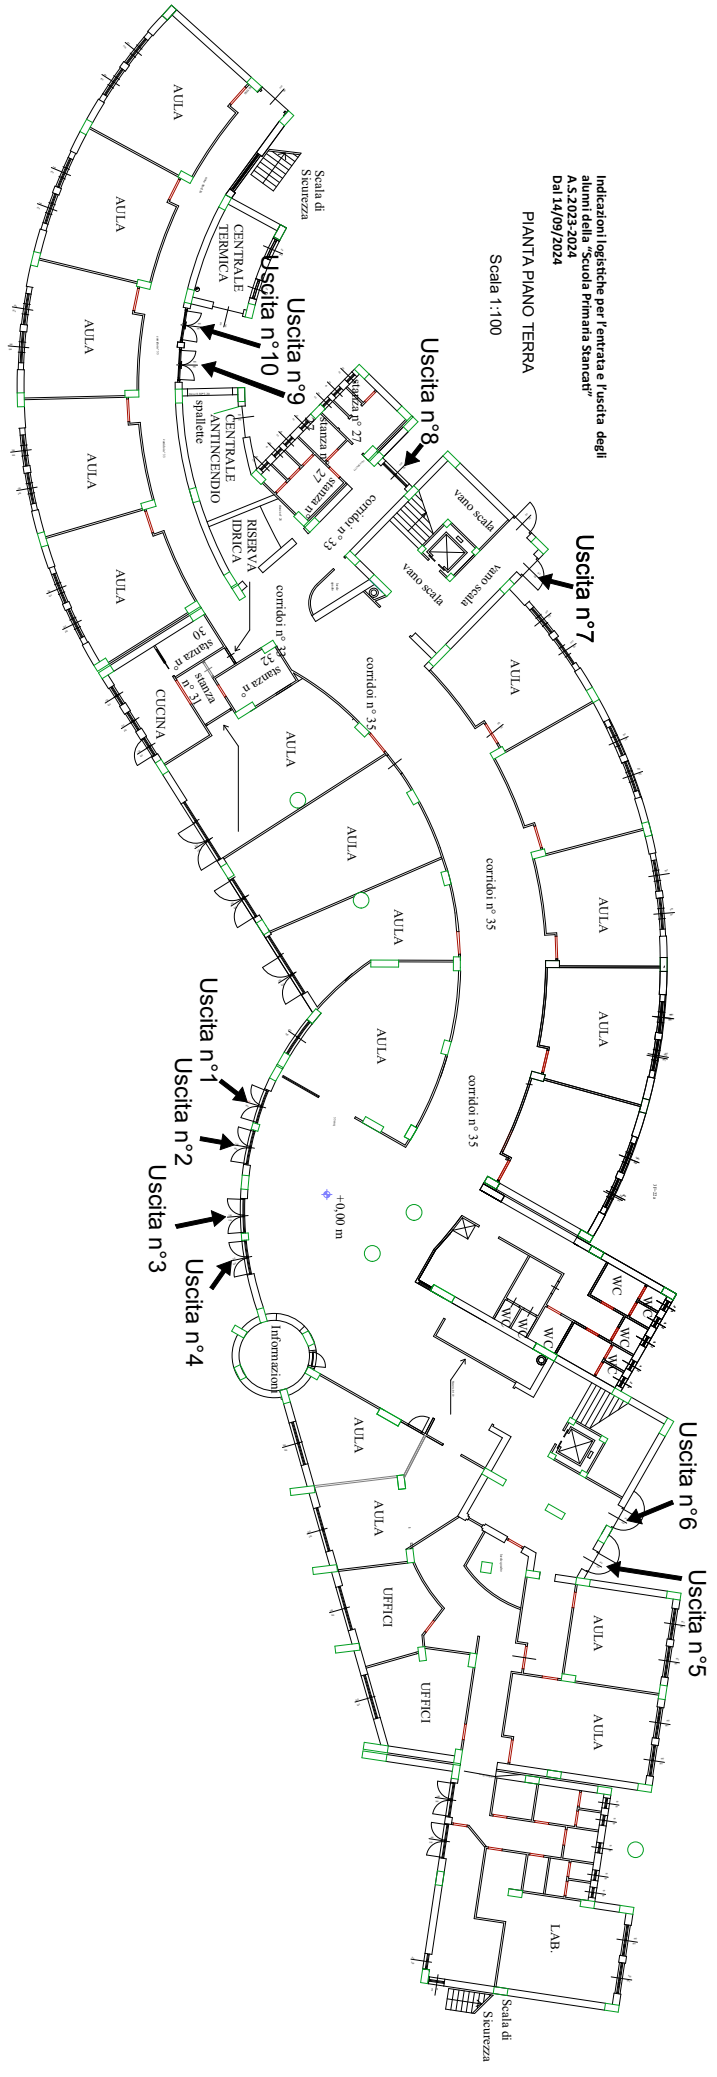 Indicazioni logistiche per l'entrata e l'uscita degli
alunni della "Scuola Primaria Stancati"
A.S.2023-2024
Dal 14/09/2024
PIANTA PIANO TERRA
Scala 1:100
AULA
Scala di
Sicurezza
AULA
CENTRALE
TERMICA
Uscita n°10
Uscita n°9
AULA
Uscita n°8
AULA
CENTRALE
ANTINCENDIO
spallette
stanza n° 27
stanza n°
27
stanza n°
corridoi n° 33
RISERVA
IDRICA
vano scala
vano scala
vano scala
Uscita n°7
AULA
corridoi n° 33
stanza n°
30
stanza
n° 31
stanza n°
32
CUCINA
corridoi n° 35
AULA
AULA
AULA
AULA
corridoi n° 35
AULA
AULA
AULA
AULA
corridoi n° 35
Uscita n°1
Uscita n°2
Uscita n°3
Uscita n°4
+0,00 m
WC
WC
WC
WC
WC
WC
WC
Informazioni
AULA
AULA
Uscita n°6
Uscita n°5
UFFICI
UFFICI
AULA
AULA
LAB.
Scala di
Sicurezza